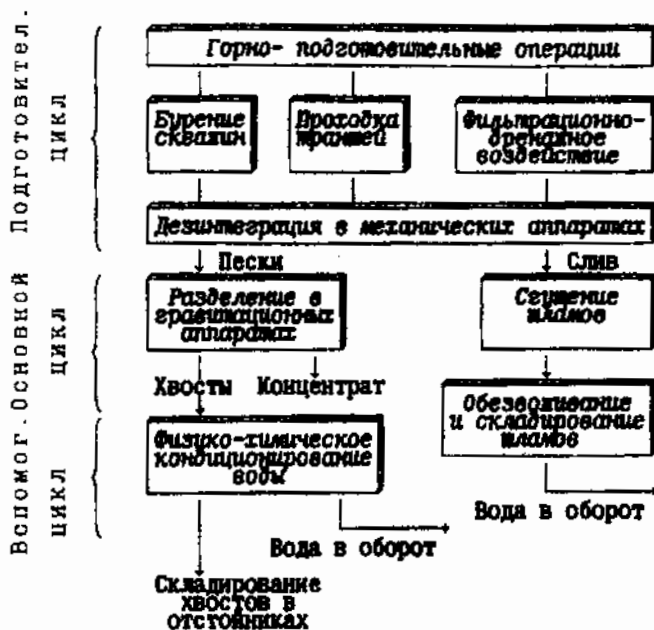 Подготовител.
ЦИКЛ
Горно- подготовительные операции
Бурение
скважин
Проходка
траншей
Фильтрационно-
дренажное
воздействие
Дезинтеграция в механических аппаратах
Пески
Слив
Основной
ЦИКЛ
Разделение в
гравитационных
аппаратах
Сгущение
шламов
Хвосты
Концентрат
Обезвоживание
и складирование
шламов
Вспомог.
ЦИКЛ
Физико-химическое
кондиционирование
воды
Вода в оборот
Вода в оборот
Складирование
хвостов в
отстойниках